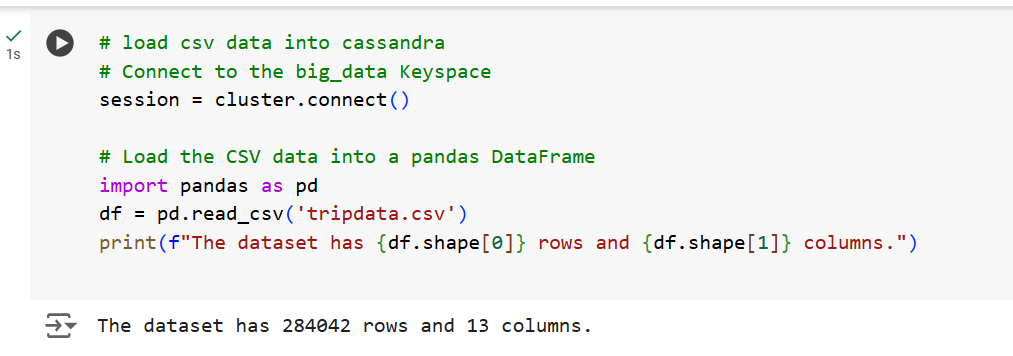 1s
# load csv data into cassandra
# Connect to the big_data Keyspace
session = cluster.connect()
# Load the CSV data into a pandas DataFrame
import pandas as pd
df = pd.read_csv('tripdata.csv')
print(f"The dataset has {df.shape[0]} rows and {df.shape[1]} columns.")
The dataset has 284042 rows and 13 columns.